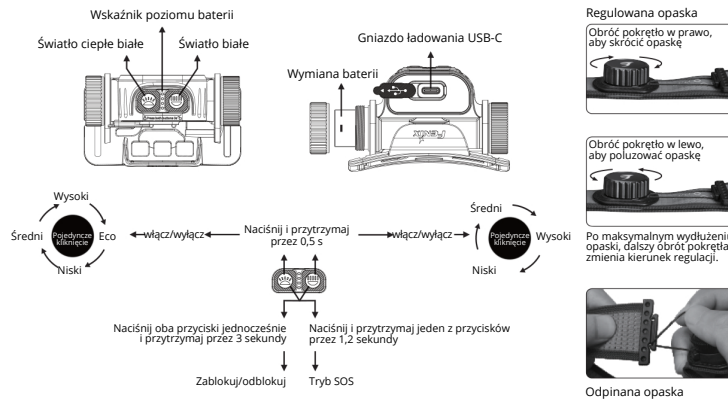 Wskaźnik poziomu baterii
Światło ciepłe białe
Światło białe
Gniazdo ładowania USB-C
Wymiana baterii
Fenix
Wysoki
Średni
Pojedyncze
kliknięcie
Eco
Niski
włącz/wyłącz
Naciśnij i przytrzymaj
przez 0,5 s
włącz/wyłącz
Średni
Pojedyncze
kliknięcie
Wysoki
Niski
Naciśnij oba przyciski jednocześnie
i przytrzymaj przez 3 sekundy
Zablokuj/odblokuj
Naciśnij i przytrzymaj jeden z przycisków
przez 1,2 sekundy
Tryb SOS
Regulowana opaska
Obróć pokrętło w prawo,
aby skrócić opaskę
Obróć pokrętło w lewo,
aby poluzować opaskę
Po maksymalnym wydłużeniu
opaski, dalszy obrót pokrętła
zmienia kierunek regulacji.
Odpinana opaska